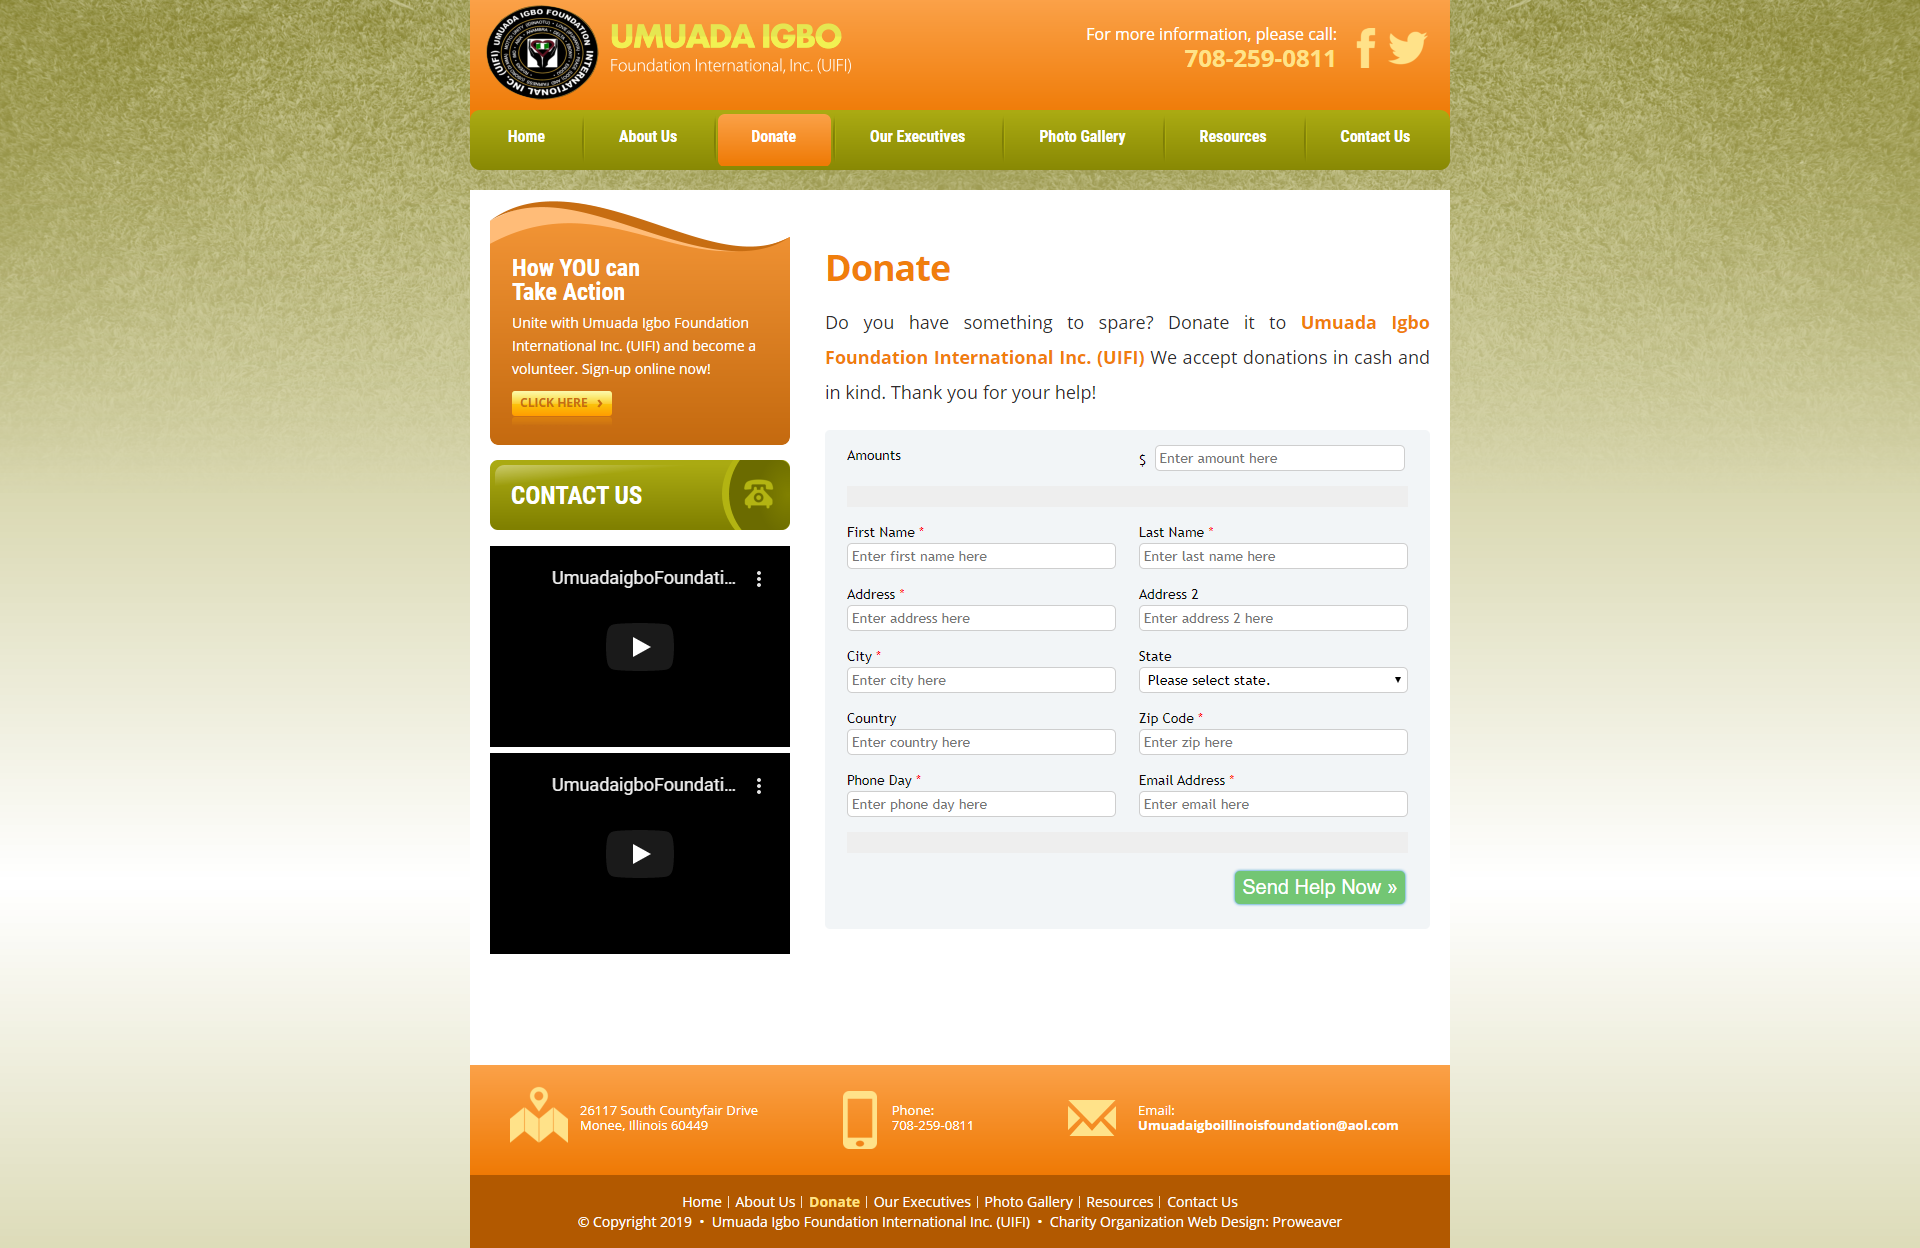 UMUADA IGBO
Foundation International, Inc. (UIFI)
For more information, please call:
708-259-0811
Home
About Us
Donate
Our Executives
Photo Gallery
Resources
Contact Us
How YOU can
Take Action
Unite with Umuada Igbo Foundation
International Inc. (UIFI) and become a
volunteer. Sign-up online now!
CLICK HERE ›
CONTACT US
UmuadaigboFoundati...
UmuadaigboFoundati...
Donate
Do you have something to spare? Donate it to Umuada Igbo
Foundation International Inc. (UIFI) We accept donations in cash and
in kind. Thank you for your help!
Amounts
$ Enter amount here
First Name *
Last Name *
Enter first name here
Enter last name here
Address *
Address 2
Enter address here
Enter address 2 here
City *
State
Enter city here
Please select state.
Country
Zip Code *
Enter country here
Enter zip here
Phone Day *
Email Address *
Enter phone day here
Enter email here
Send Help Now »
26117 South Countyfair Drive
Monee, Illinois 60449
Phone:
708-259-0811
Email:
Umuadaigboillinoisfoundation@aol.com
Home | About Us | Donate | Our Executives | Photo Gallery | Resources | Contact Us
© Copyright 2019 • Umuada Igbo Foundation International Inc. (UIFI) • Charity Organization Web Design: Proweaver